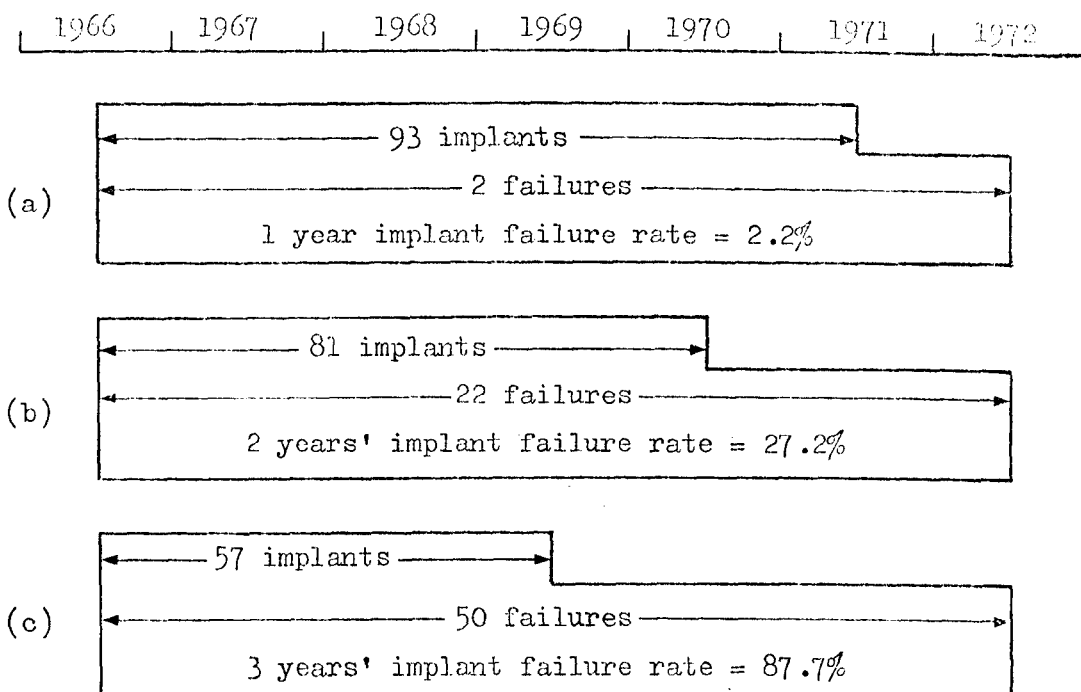 1966 1967 1968 1969 1970 1971 1972
93 implants
(a)
2 failures
1 year implant failure rate = 2.2%
81 implants
(b)
22 failures
2 years' implant failure rate = 27.2%
57 implants
(c)
50 failures
3 years' implant failure rate = 87.7%